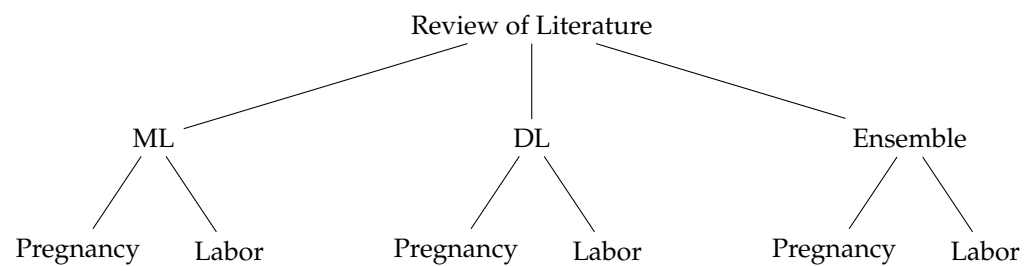 Review of Literature
ML DL Ensemble
Pregnancy Labor Pregnancy Labor Pregnancy Labor